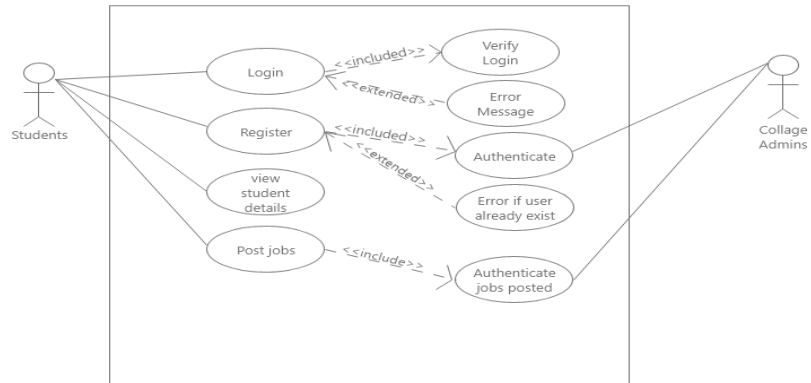 Students
Login
Register
view
student
details
Post jobs
<<included>>
<<extended>>
<<included>>
<<extended>>
<<include>>
Verify
Login
Error
Message
Authenticate
Error if user
already exist
Authenticate
jobs posted
Collage
Admins